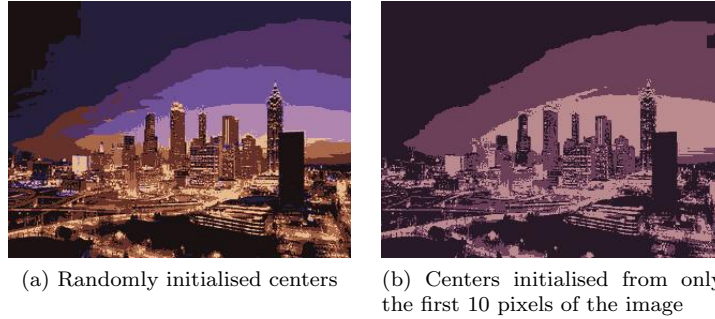 (a) Randomly initialised centers
(b) Centers initialised from only
the first 10 pixels of the image